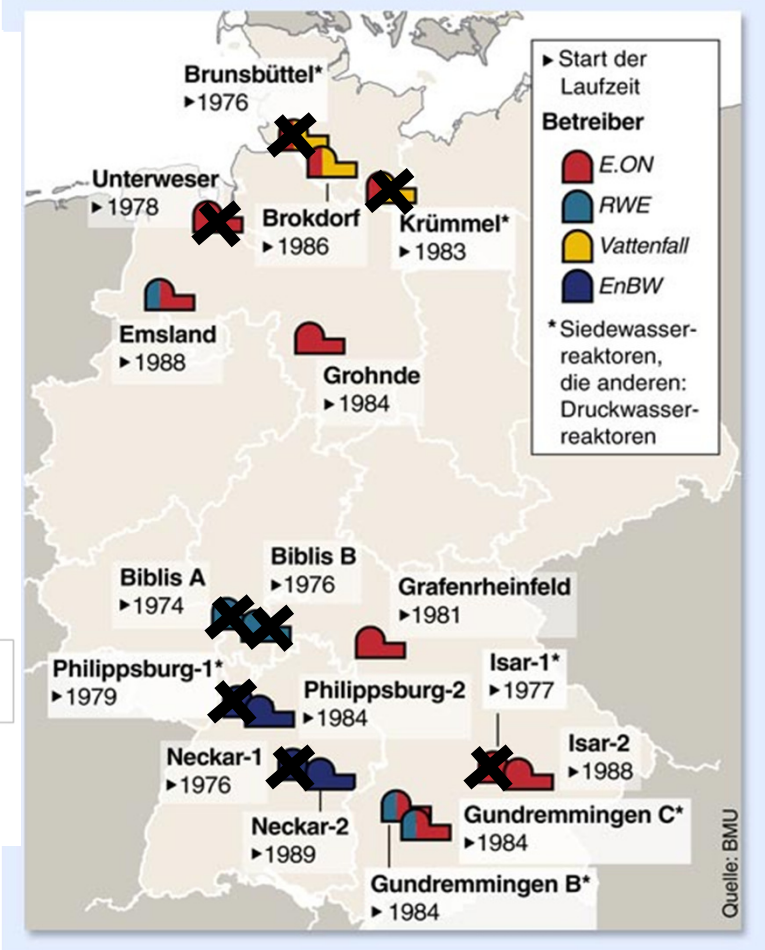 Brunsbüttel*
▶1976
Unterweser
▶1978
Brokdorf
▶1986
Krümmel*
▶1983
Emsland
▶1988
Grohnde
▶1984
▶Start der
Laufzeit
Betreiber
E.ON
RWE
Vattenfall
EnBW
*Siedewasser-
reaktoren,
die anderen:
Druckwasser-
reaktoren
Biblis A
▶1974
Biblis B
▶1976
Grafenrheinfeld
▶1981
Philippsburg-1*
▶1979
Philippsburg-2
▶1984
Isar-1*
▶1977
Isar-2
▶1988
Neckar-1
▶1976
Neckar-2
▶1989
Gundremmingen C*
▶1984
Gundremmingen B*
▶1984
Quelle: BMU